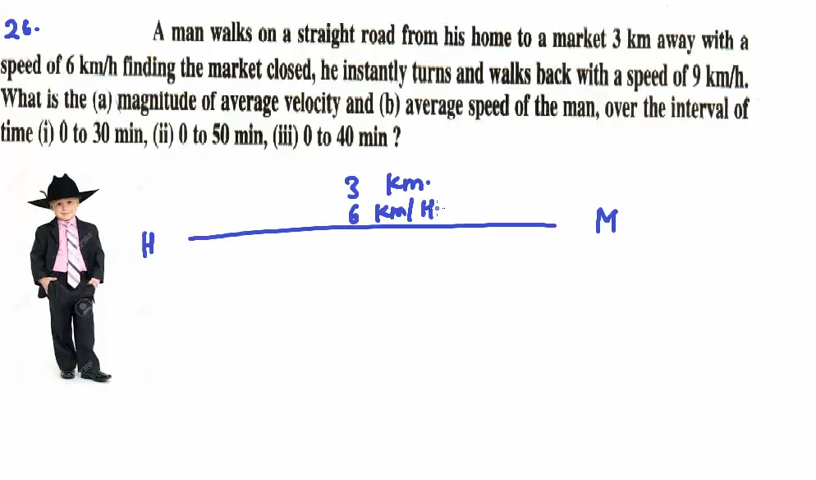 26.
A man walks on a straight road from his home to a market 3 km away with a
speed of 6 km/h finding the market closed, he instantly turns and walks back with a speed of 9 km/h.
What is the (a) magnitude of average velocity and (b) average speed of the man, over the interval of
time (i) 0 to 30 min, (ii) 0 to 50 min, (iii) 0 to 40 min ?
3 Km.
6 Km/H.
H
M